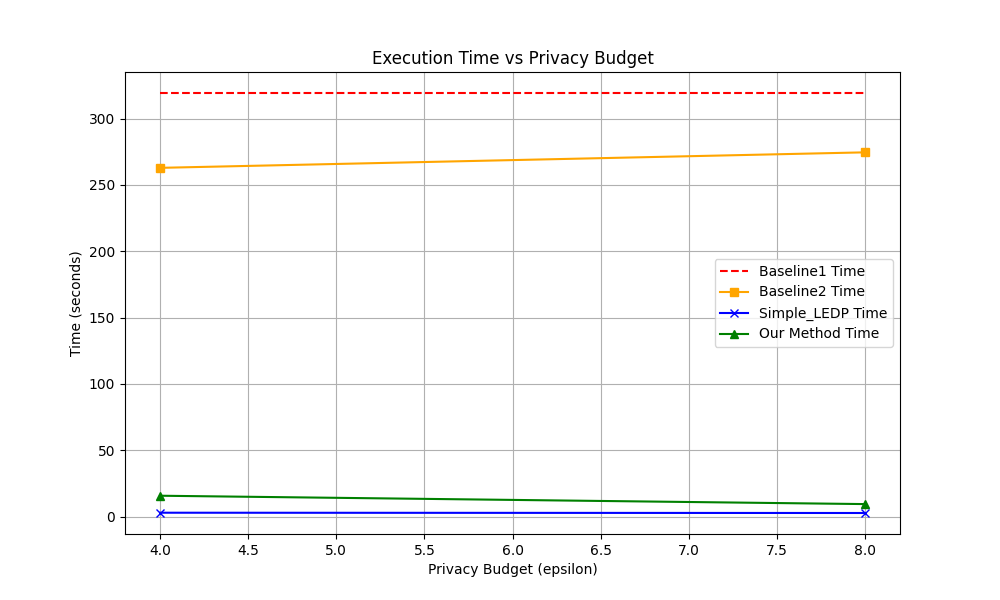 Execution Time vs Privacy Budget
Time (seconds)
300
250
200
150
100
50
0
Baseline1 Time
Baseline2 Time
Simple_LEDP Time
Our Method Time
4.0 4.5 5.0 5.5 6.0 6.5 7.0 7.5 8.0
Privacy Budget (epsilon)